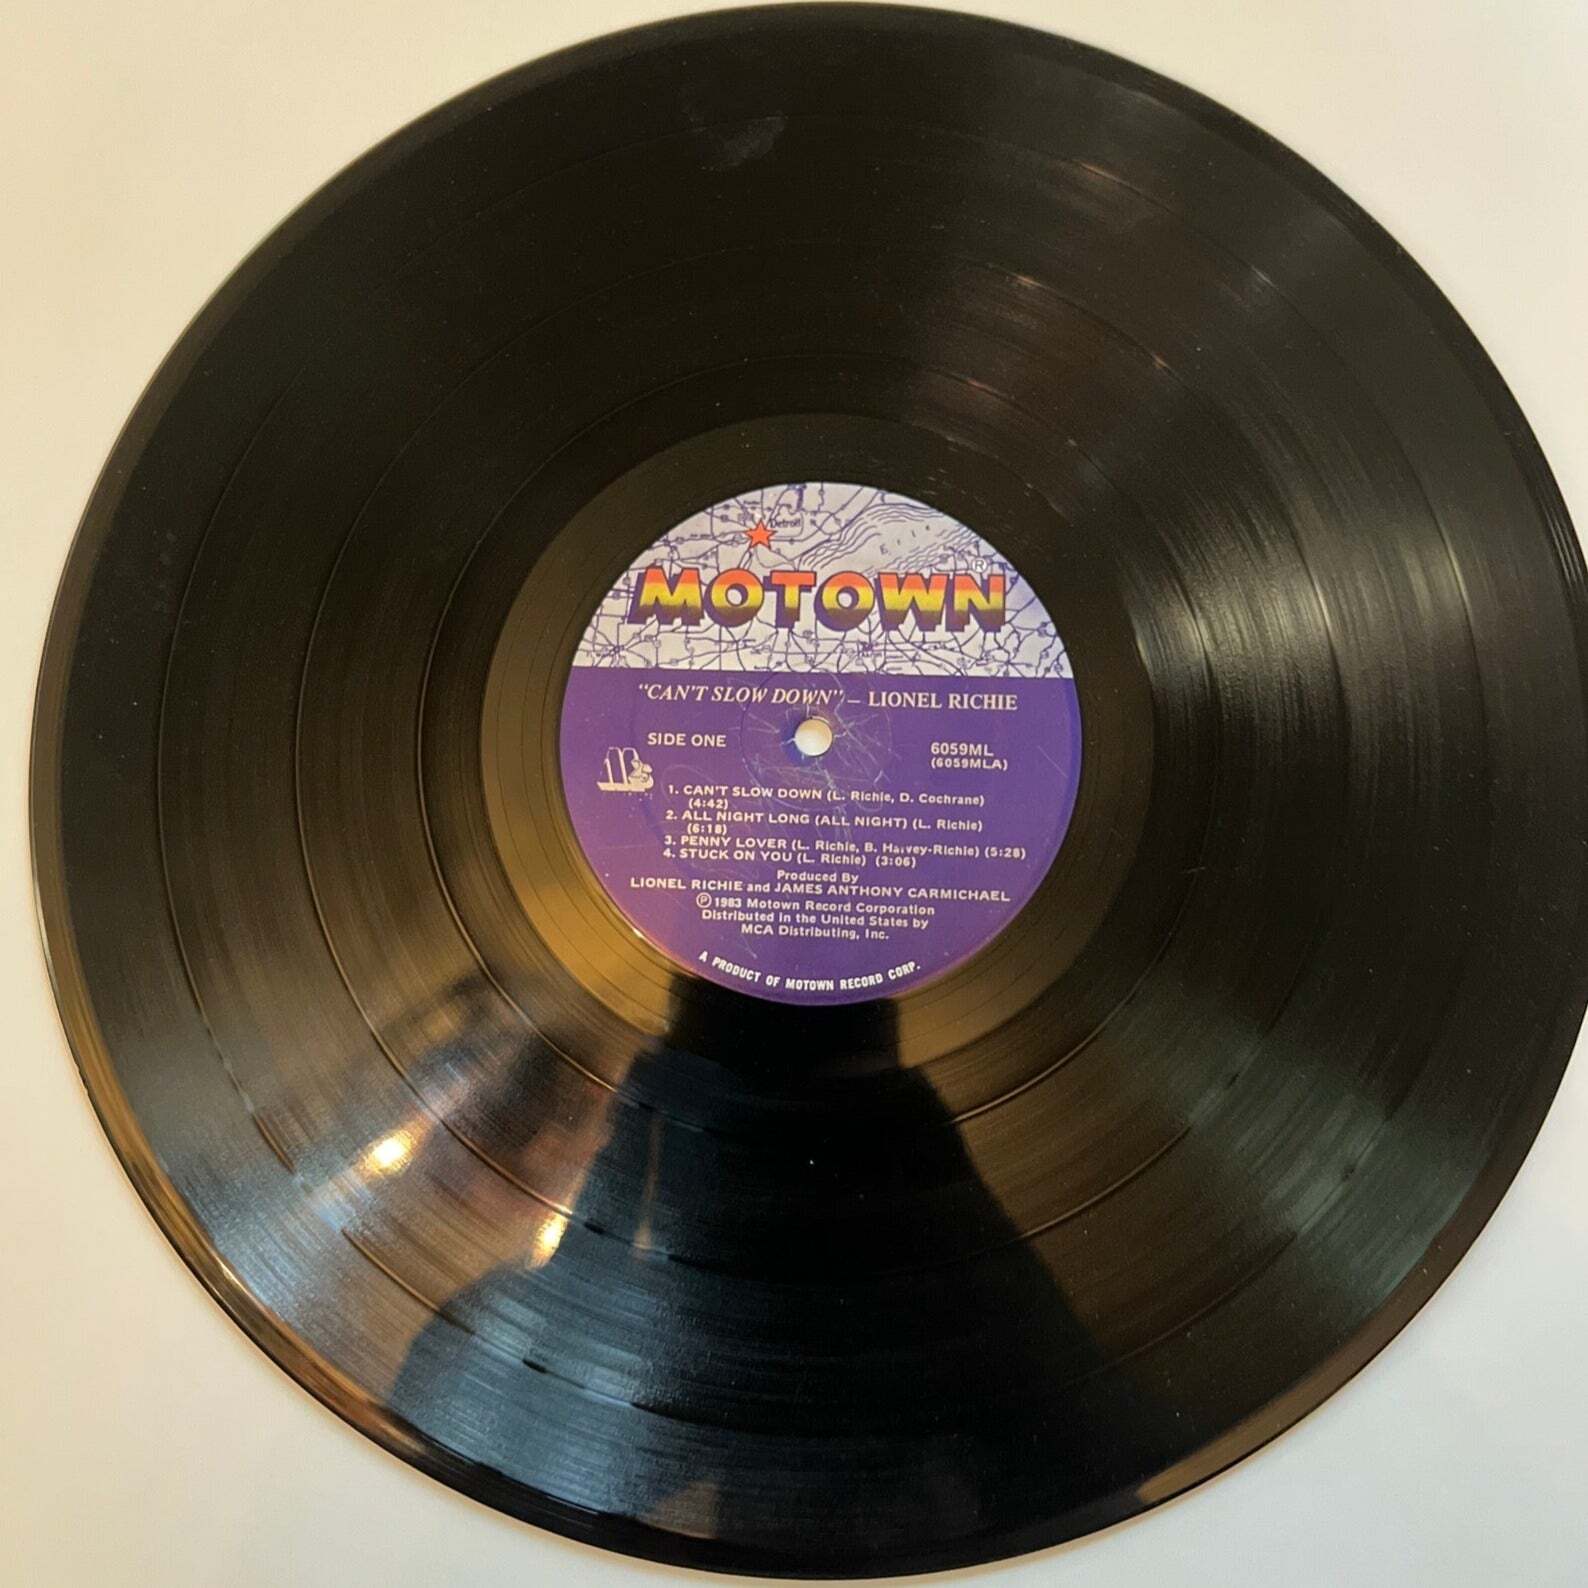 Detroit
Erie
MOTOWN®
"CAN'T SLOW DOWN" – LIONEL RICHIE
SIDE ONE
6059ML
(6059MLA)
1. CAN'T SLOW DOWN (L. Richie, D. Cochrane)
(4:42)
2. ALL NIGHT LONG (ALL NIGHT) (L. Richie)
(6:18)
3. PENNY LOVER (L. Richie, B. Harvey-Richie) (5:28)
4. STUCK ON YOU (L. Richie) (3:06)
Produced By
LIONEL RICHIE and JAMES ANTHONY CARMICHAEL
℗ 1983 Motown Record Corporation
Distributed in the United States by
MCA Distributing, Inc.
A PRODUCT OF MOTOWN RECORD CORP.